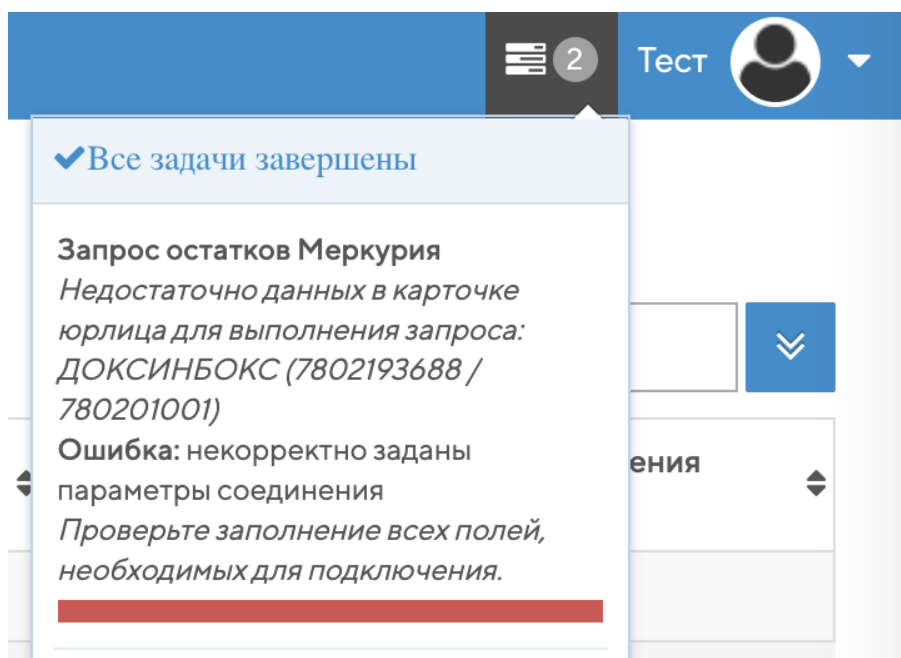 2 Тест
Все задачи завершены
Запрос остатков Меркурия
Недостаточно данных в карточке
юрлица для выполнения запроса:
ДОКСИНБОКС (7802193688 /
780201001)
Ошибка: некорректно заданы
параметры соединения
Проверьте заполнение всех полей,
необходимых для подключения.
ения